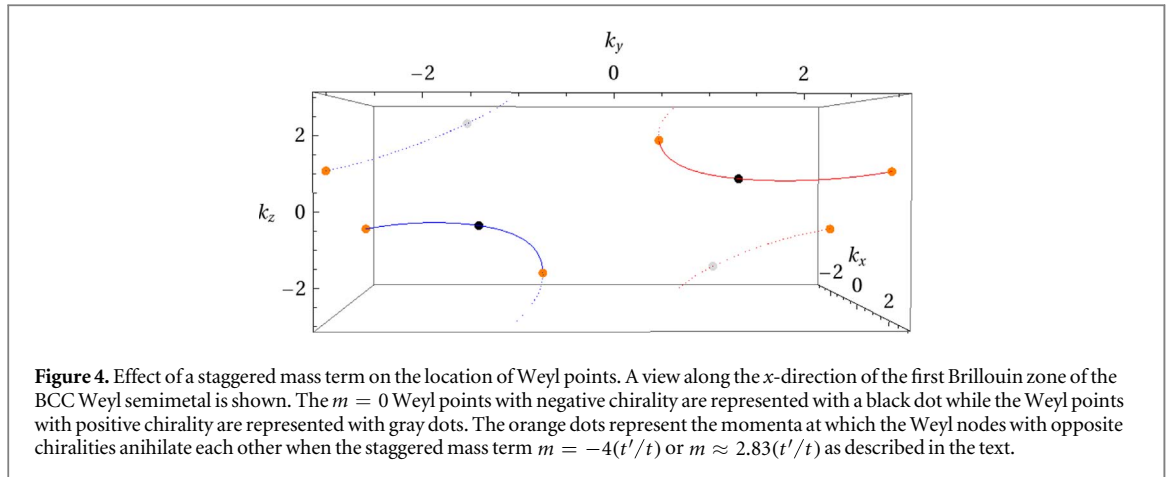 k_y
−2 0 2
2
k_z 0
−2
k_x
−2
0
2
Figure 4. Effect of a staggered mass term on the location of Weyl points. A view along the x-direction of the first Brillouin zone of the
BCC Weyl semimetal is shown. The m = 0 Weyl points with negative chirality are represented with a black dot while the Weyl points
with positive chirality are represented with gray dots. The orange dots represent the momenta at which the Weyl nodes with opposite
chiralities anihilate each other when the staggered mass term m = −4(t′/t) or m ≈ 2.83(t′/t) as described in the text.